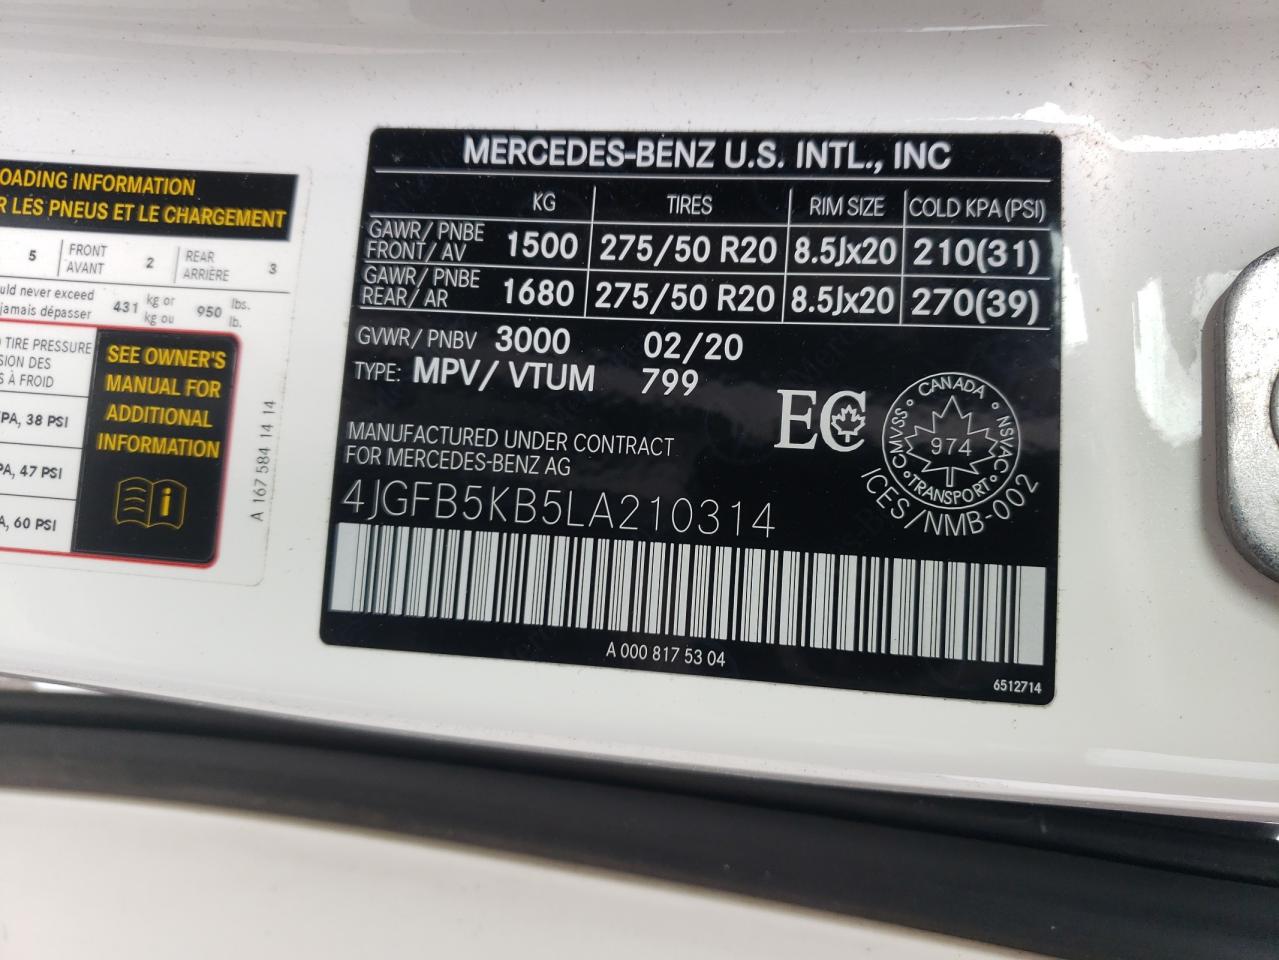 OADING INFORMATION
R LES PNEUS ET LE CHARGEMENT
5 FRONT AVANT 2 REAR ARRIÈRE 3
uld never exceed
jamais dépasser
431 kg or kg ou 950 lbs. lb.
TIRE PRESSURE
SION DES
S À FROID
PA, 38 PSI
PA, 47 PSI
A, 60 PSI
SEE OWNER'S
MANUAL FOR
ADDITIONAL
INFORMATION
i
A 167 584 14 14
MERCEDES-BENZ U.S. INTL., INC
KG TIRES RIM SIZE COLD KPA (PSI)
GAWR/PNBE FRONT/AV 1500 275/50 R20 8.5Jx20 210(31)
GAWR/PNBE REAR/AR 1680 275/50 R20 8.5Jx20 270(39)
GVWR/PNBV 3000 02/20
TYPE: MPV/VTUM 799
MANUFACTURED UNDER CONTRACT
FOR MERCEDES-BENZ AG
EC
CANADA
CMVSS 974 NSVAC
TRANSPORT
ICES/NMB-002
4JGFB5KB5LA210314
A 000 817 53 04
6512714